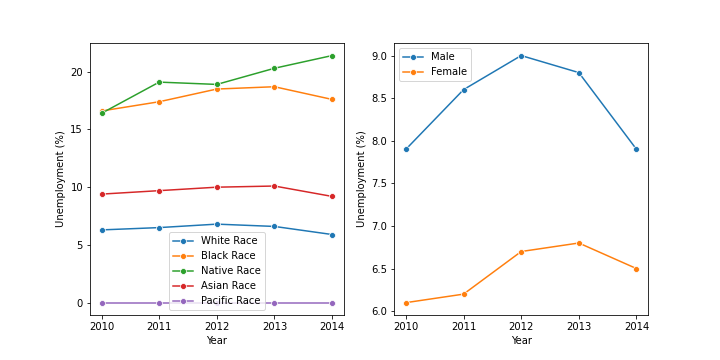 Unemployment (%)
20
15
10
5
0
White Race
Black Race
Native Race
Asian Race
Pacific Race
2010 2011 2012 2013 2014
Year
Unemployment (%)
9.0
8.5
8.0
7.5
7.0
6.5
6.0
Male
Female
2010 2011 2012 2013 2014
Year